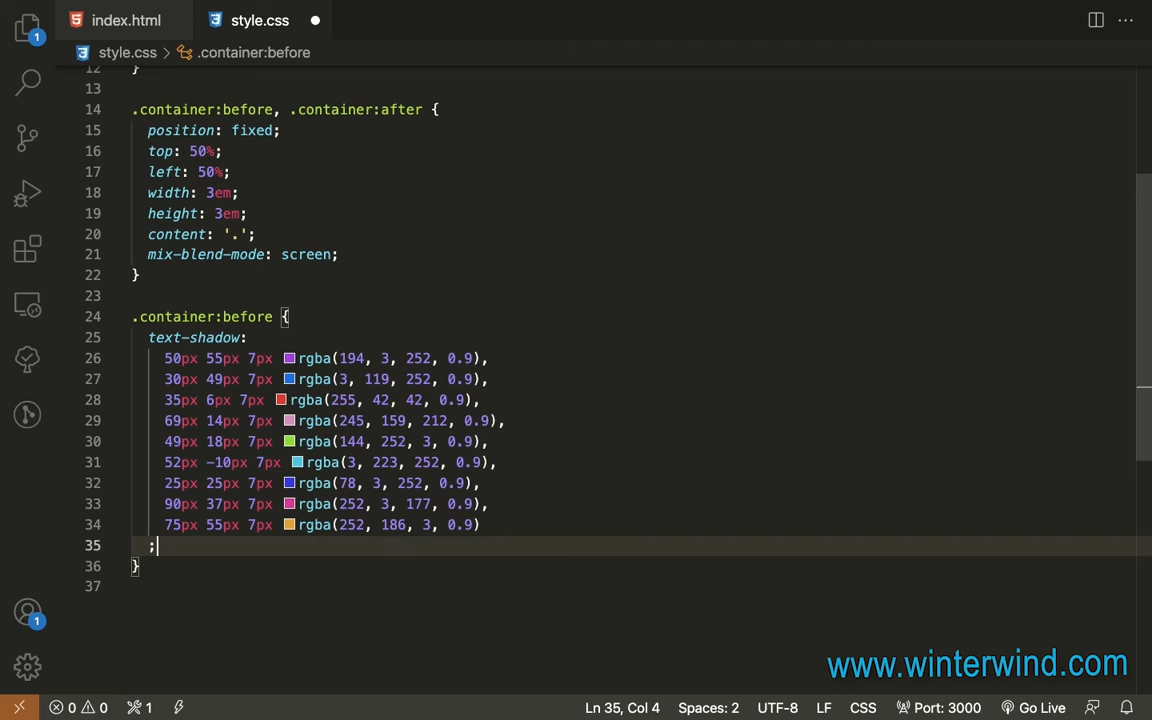 index.html
style.css
style.css > .container:before
1
12 }
13
14 .container:before, .container:after {
15 position: fixed;
16 top: 50%;
17 left: 50%;
18 width: 3em;
19 height: 3em;
20 content: '.';
21 mix-blend-mode: screen;
22 }
23
24 .container:before {
25 text-shadow:
26 50px 55px 7px rgba(194, 3, 252, 0.9),
27 30px 49px 7px rgba(3, 119, 252, 0.9),
28 35px 6px 7px rgba(255, 42, 42, 0.9),
29 69px 14px 7px rgba(245, 159, 212, 0.9),
30 49px 18px 7px rgba(144, 252, 3, 0.9),
31 52px -10px 7px rgba(3, 223, 252, 0.9),
32 25px 25px 7px rgba(78, 3, 252, 0.9),
33 90px 37px 7px rgba(252, 3, 177, 0.9),
34 75px 55px 7px rgba(252, 186, 3, 0.9)
35 ;
36 }
37
1
www.winterwind.com
0 0 1 Ln 35, Col 4 Spaces: 2 UTF-8 LF CSS Port: 3000 Go Live